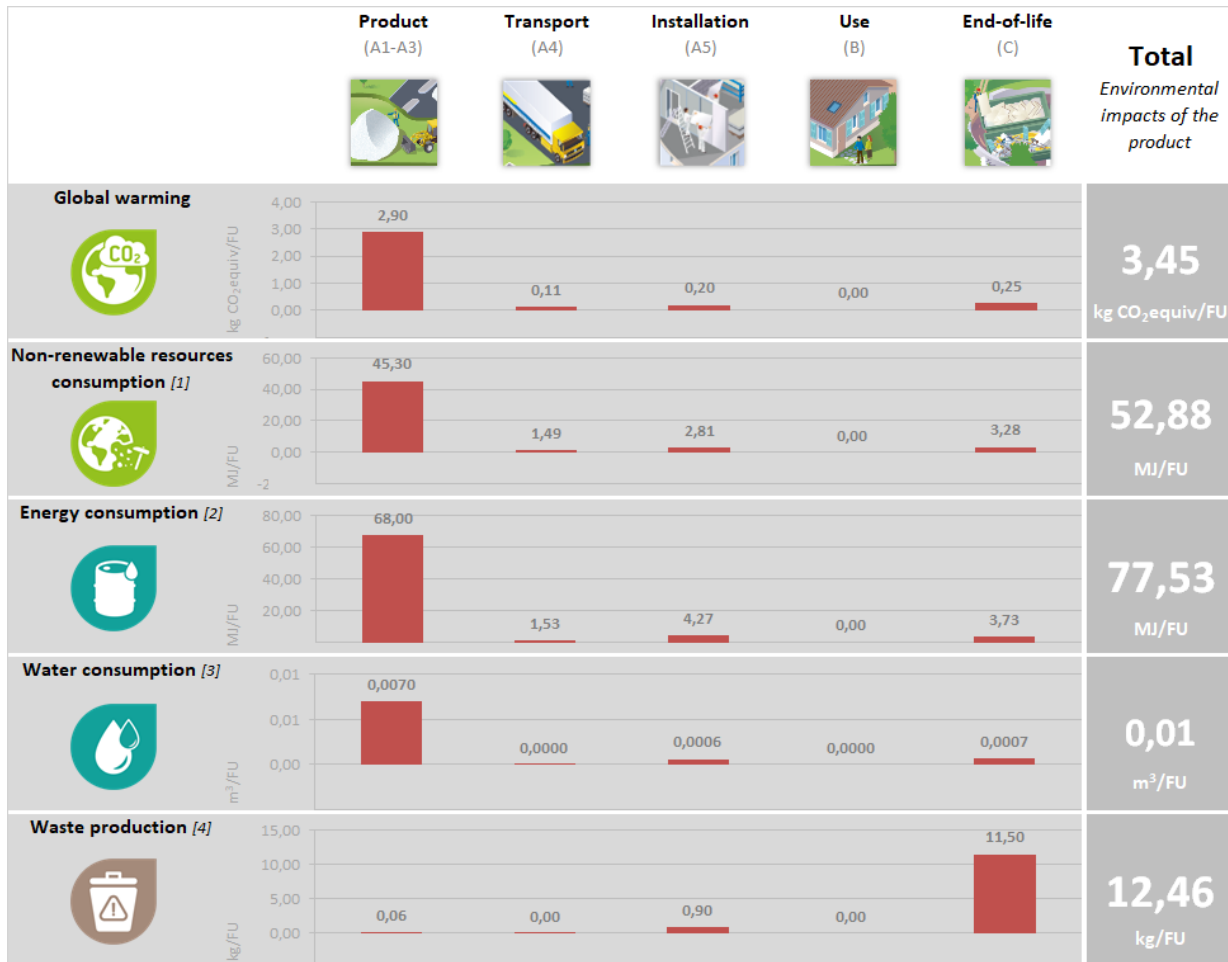 Product
(A1-A3)
Transport
(A4)
Installation
(A5)
Use
(B)
End-of-life
(C)
Total
Environmental
impacts of the
product
Global warming
CO₂
kg CO₂equiv/FU
4,00
3,00
2,00
1,00
0,00
2,90
0,11
0,20
0,00
0,25
3,45
kg CO₂equiv/FU
Non-renewable resources
consumption [1]
MJ/FU
60,00
40,00
20,00
0,00
-2
45,30
1,49
2,81
0,00
3,28
52,88
MJ/FU
Energy consumption [2]
MJ/FU
80,00
60,00
40,00
20,00
68,00
1,53
4,27
0,00
3,73
77,53
MJ/FU
Water consumption [3]
m³/FU
0,01
0,01
0,00
0,0070
0,0000
0,0006
0,0000
0,0007
0,01
m³/FU
Waste production [4]
kg/FU
15,00
10,00
5,00
0,00
0,06
0,00
0,90
0,00
11,50
12,46
kg/FU